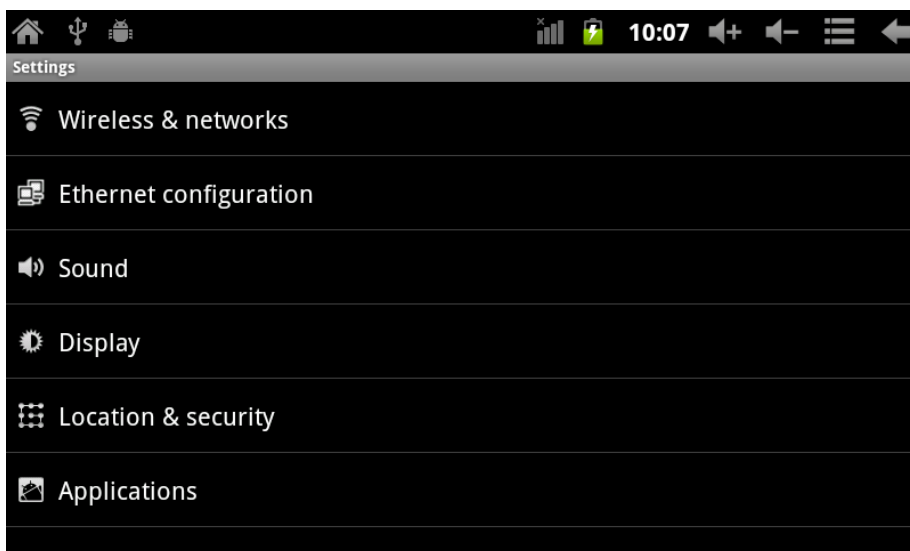 10:07
Settings
Wireless & networks
Ethernet configuration
Sound
Display
Location & security
Applications